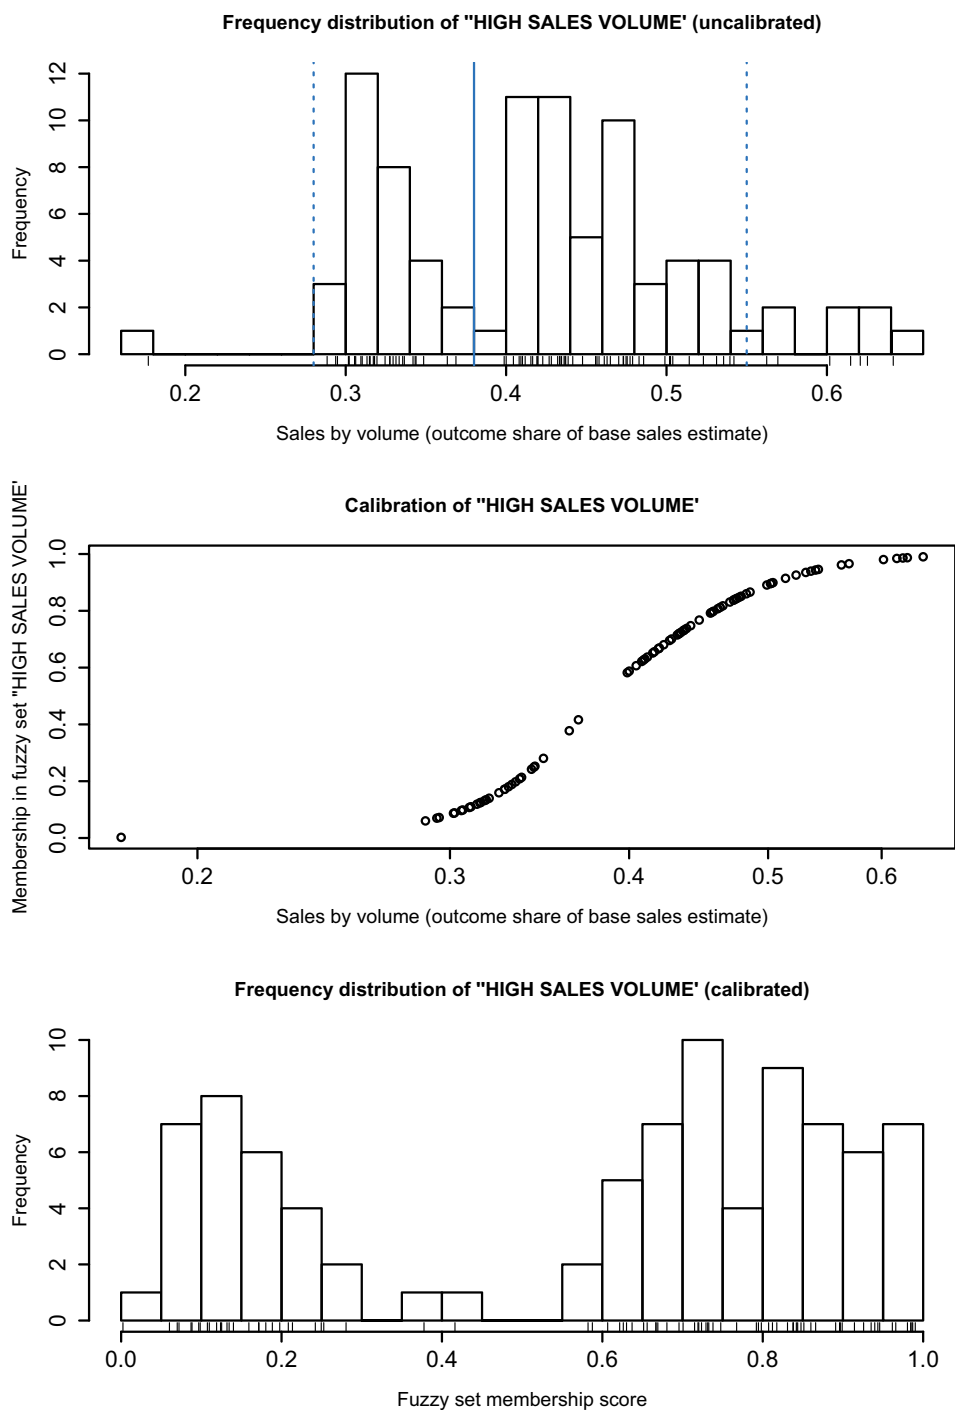 Frequency distribution of "HIGH SALES VOLUME' (uncalibrated)
Frequency
0 2 4 6 8 10 12
0.2 0.3 0.4 0.5 0.6
Sales by volume (outcome share of base sales estimate)
Calibration of "HIGH SALES VOLUME'
Membership in fuzzy set "HIGH SALES VOLUME'
0.0 0.2 0.4 0.6 0.8 1.0
0.2 0.3 0.4 0.5 0.6
Sales by volume (outcome share of base sales estimate)
Frequency distribution of "HIGH SALES VOLUME' (calibrated)
Frequency
0 2 4 6 8 10
0.0 0.2 0.4 0.6 0.8 1.0
Fuzzy set membership score